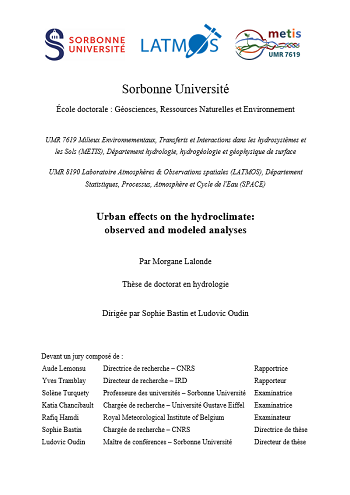 SORBONNE
UNIVERSITÉ
LATMOS
metis
UMR 7619
Sorbonne Université
École doctorale : Géosciences, Ressources Naturelles et Environnement
UMR 7619 Milieux Environnementaux, Transferts et Interactions dans les hydrosystèmes et
les Sols (METIS), Département hydrologie, hydrogéologie et géophysique de surface
UMR 8190 Laboratoire Atmosphères & Observations spatiales (LATMOS), Département
Statistiques, Processus, Atmosphère et Cycle de l'Eau (SPACE)
Urban effects on the hydroclimate:
observed and modeled analyses
Par Morgane Lalonde
Thèse de doctorat en hydrologie
Dirigée par Sophie Bastin et Ludovic Oudin
Devant un jury composé de :
Aude Lemonsu Directrice de recherche – CNRS Rapportrice
Yves Tramblay Directeur de recherche – IRD Rapporteur
Solène Turquety Professeure des universités – Sorbonne Université Examinatrice
Katia Chancibault Chargée de recherche – Université Gustave Eiffel Examinatrice
Rafiq Hamdi Royal Meteorological Institute of Belgium Examinateur
Sophie Bastin Chargée de recherche – CNRS Directrice de thèse
Ludovic Oudin Maître de conférences – Sorbonne Université Directeur de thèse